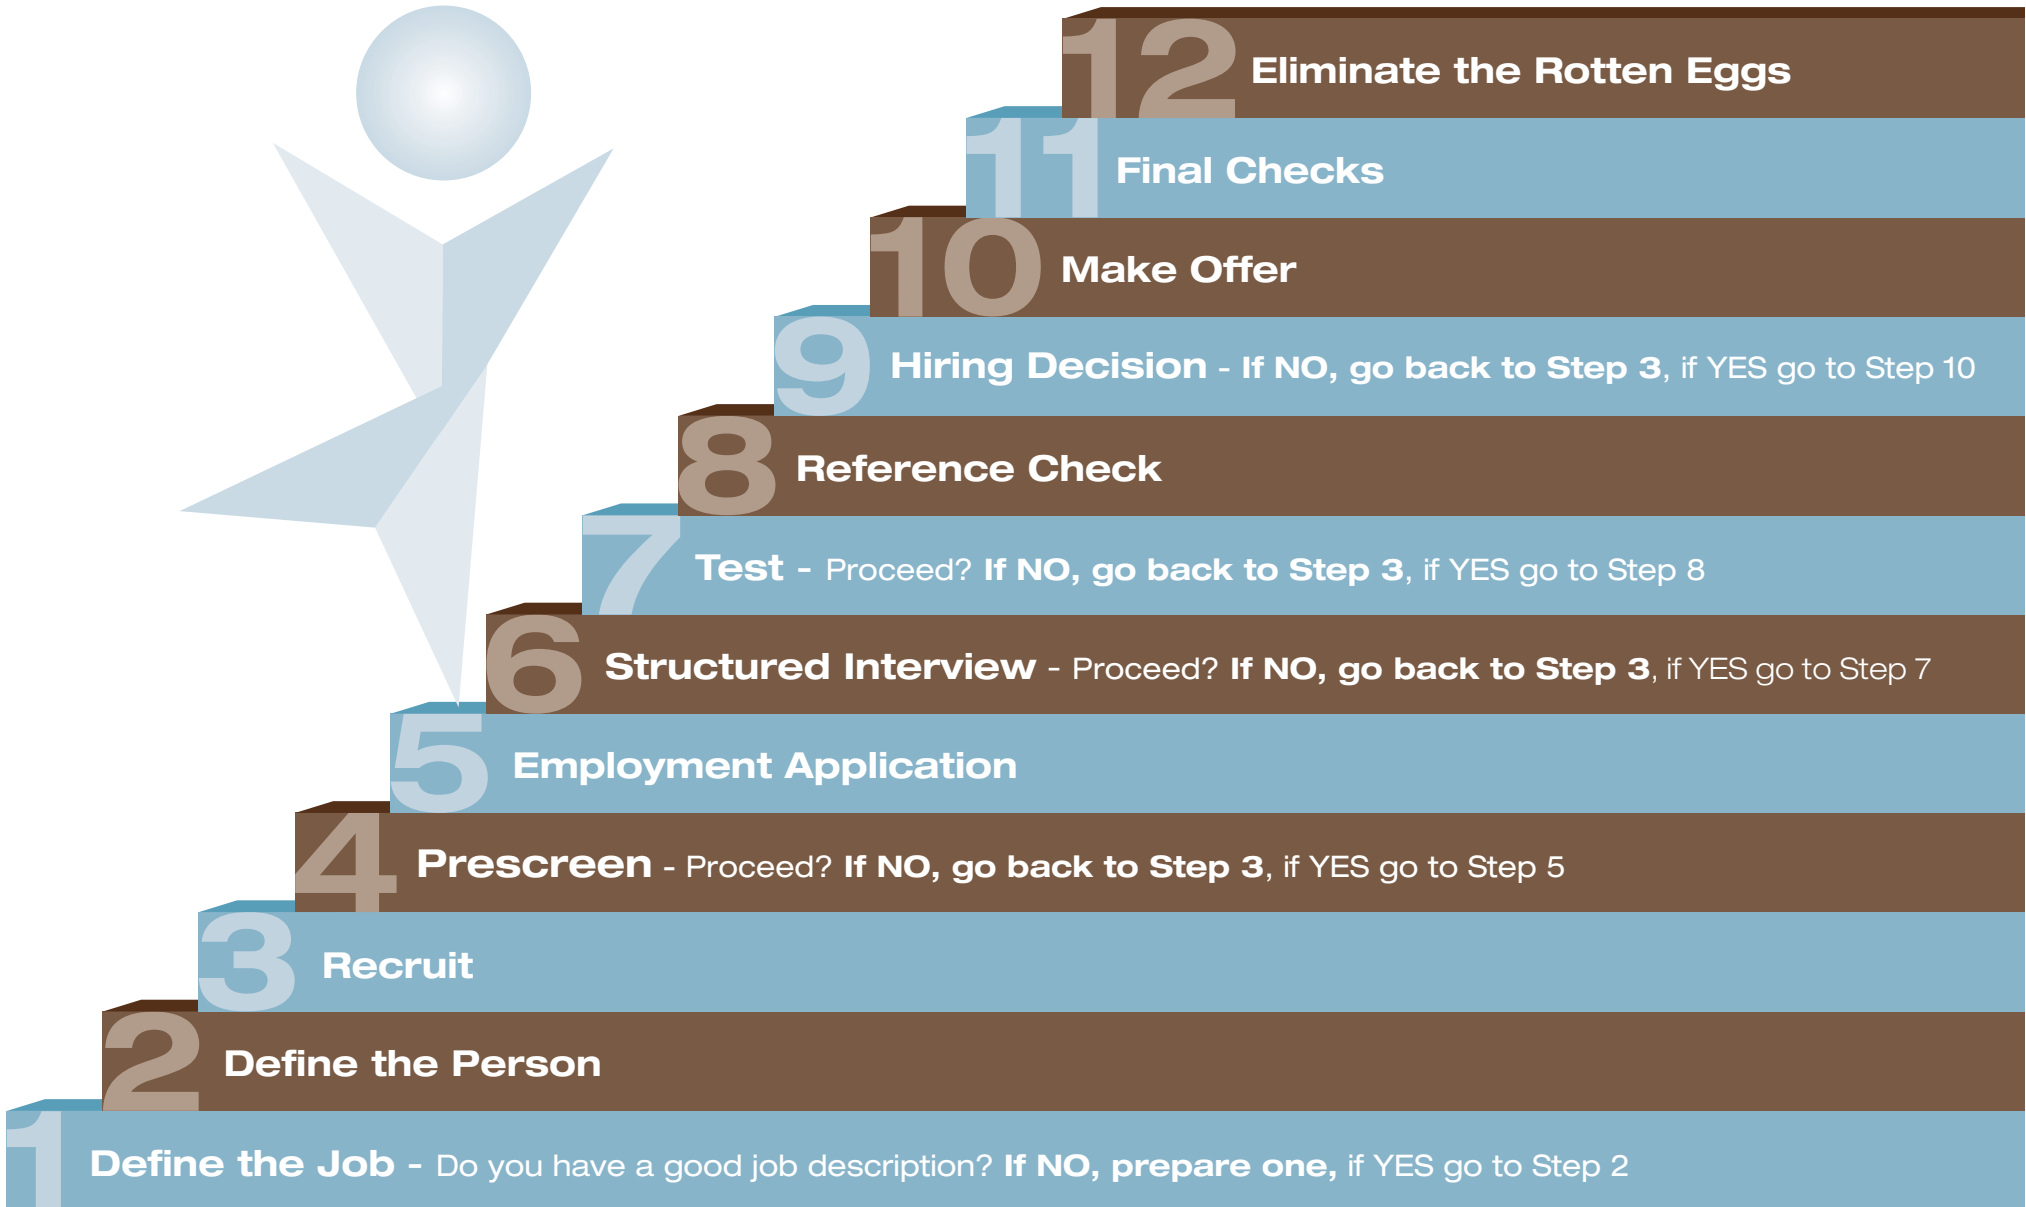 12 Eliminate the Rotten Eggs
11 Final Checks
10 Make Offer
9 Hiring Decision - If NO, go back to Step 3, if YES go to Step 10
8 Reference Check
7 Test - Proceed? If NO, go back to Step 3, if YES go to Step 8
6 Structured Interview - Proceed? If NO, go back to Step 3, if YES go to Step 7
5 Employment Application
4 Prescreen - Proceed? If NO, go back to Step 3, if YES go to Step 5
3 Recruit
2 Define the Person
1 Define the Job - Do you have a good job description? If NO, prepare one, if YES go to Step 2